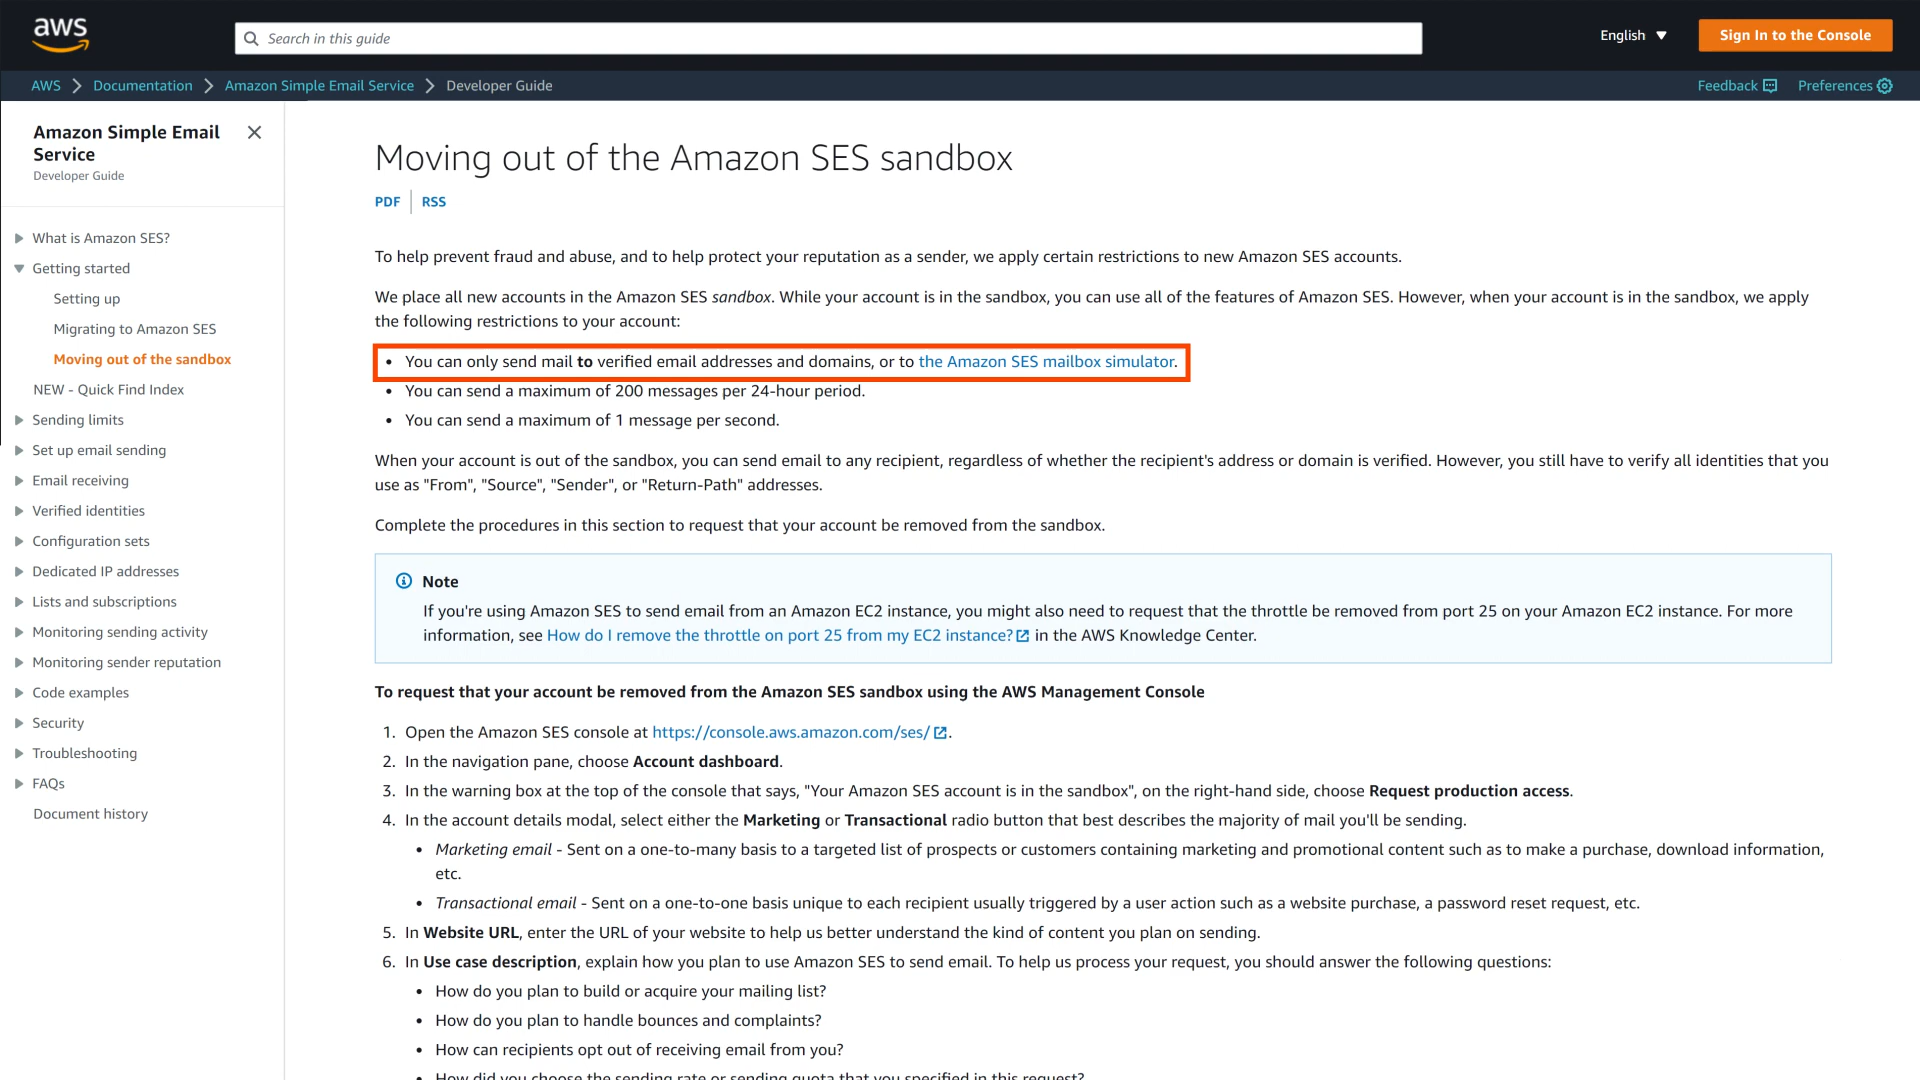 aws
Search in this guide
English
Sign In to the Console
AWS
Documentation
Amazon Simple Email Service
Developer Guide
Feedback
Preferences
Amazon Simple Email
Service
Developer Guide
What is Amazon SES?
Getting started
Setting up
Migrating to Amazon SES
Moving out of the sandbox
NEW - Quick Find Index
Sending limits
Set up email sending
Email receiving
Verified identities
Configuration sets
Dedicated IP addresses
Lists and subscriptions
Monitoring sending activity
Monitoring sender reputation
Code examples
Security
Troubleshooting
FAQs
Document history
Moving out of the Amazon SES sandbox
PDF
RSS
To help prevent fraud and abuse, and to help protect your reputation as a sender, we apply certain restrictions to new Amazon SES accounts.
We place all new accounts in the Amazon SES sandbox. While your account is in the sandbox, you can use all of the features of Amazon SES. However, when your account is in the sandbox, we apply
the following restrictions to your account:
• You can only send mail to verified email addresses and domains, or to the Amazon SES mailbox simulator.
• You can send a maximum of 200 messages per 24-hour period.
• You can send a maximum of 1 message per second.
When your account is out of the sandbox, you can send email to any recipient, regardless of whether the recipient's address or domain is verified. However, you still have to verify all identities that you
use as "From", "Source", "Sender", or "Return-Path" addresses.
Complete the procedures in this section to request that your account be removed from the sandbox.
Note
If you're using Amazon SES to send email from an Amazon EC2 instance, you might also need to request that the throttle be removed from port 25 on your Amazon EC2 instance. For more
information, see How do I remove the throttle on port 25 from my EC2 instance? in the AWS Knowledge Center.
To request that your account be removed from the Amazon SES sandbox using the AWS Management Console
1. Open the Amazon SES console at https://console.aws.amazon.com/ses/.
2. In the navigation pane, choose Account dashboard.
3. In the warning box at the top of the console that says, "Your Amazon SES account is in the sandbox", on the right-hand side, choose Request production access.
4. In the account details modal, select either the Marketing or Transactional radio button that best describes the majority of mail you'll be sending.
• Marketing email - Sent on a one-to-many basis to a targeted list of prospects or customers containing marketing and promotional content such as to make a purchase, download information,
etc.
• Transactional email - Sent on a one-to-one basis unique to each recipient usually triggered by a user action such as a website purchase, a password reset request, etc.
5. In Website URL, enter the URL of your website to help us better understand the kind of content you plan on sending.
6. In Use case description, explain how you plan to use Amazon SES to send email. To help us process your request, you should answer the following questions:
• How do you plan to build or acquire your mailing list?
• How do you plan to handle bounces and complaints?
• How can recipients opt out of receiving email from you?
• How did you choose the sending rate or sending quota that you specified in this request?